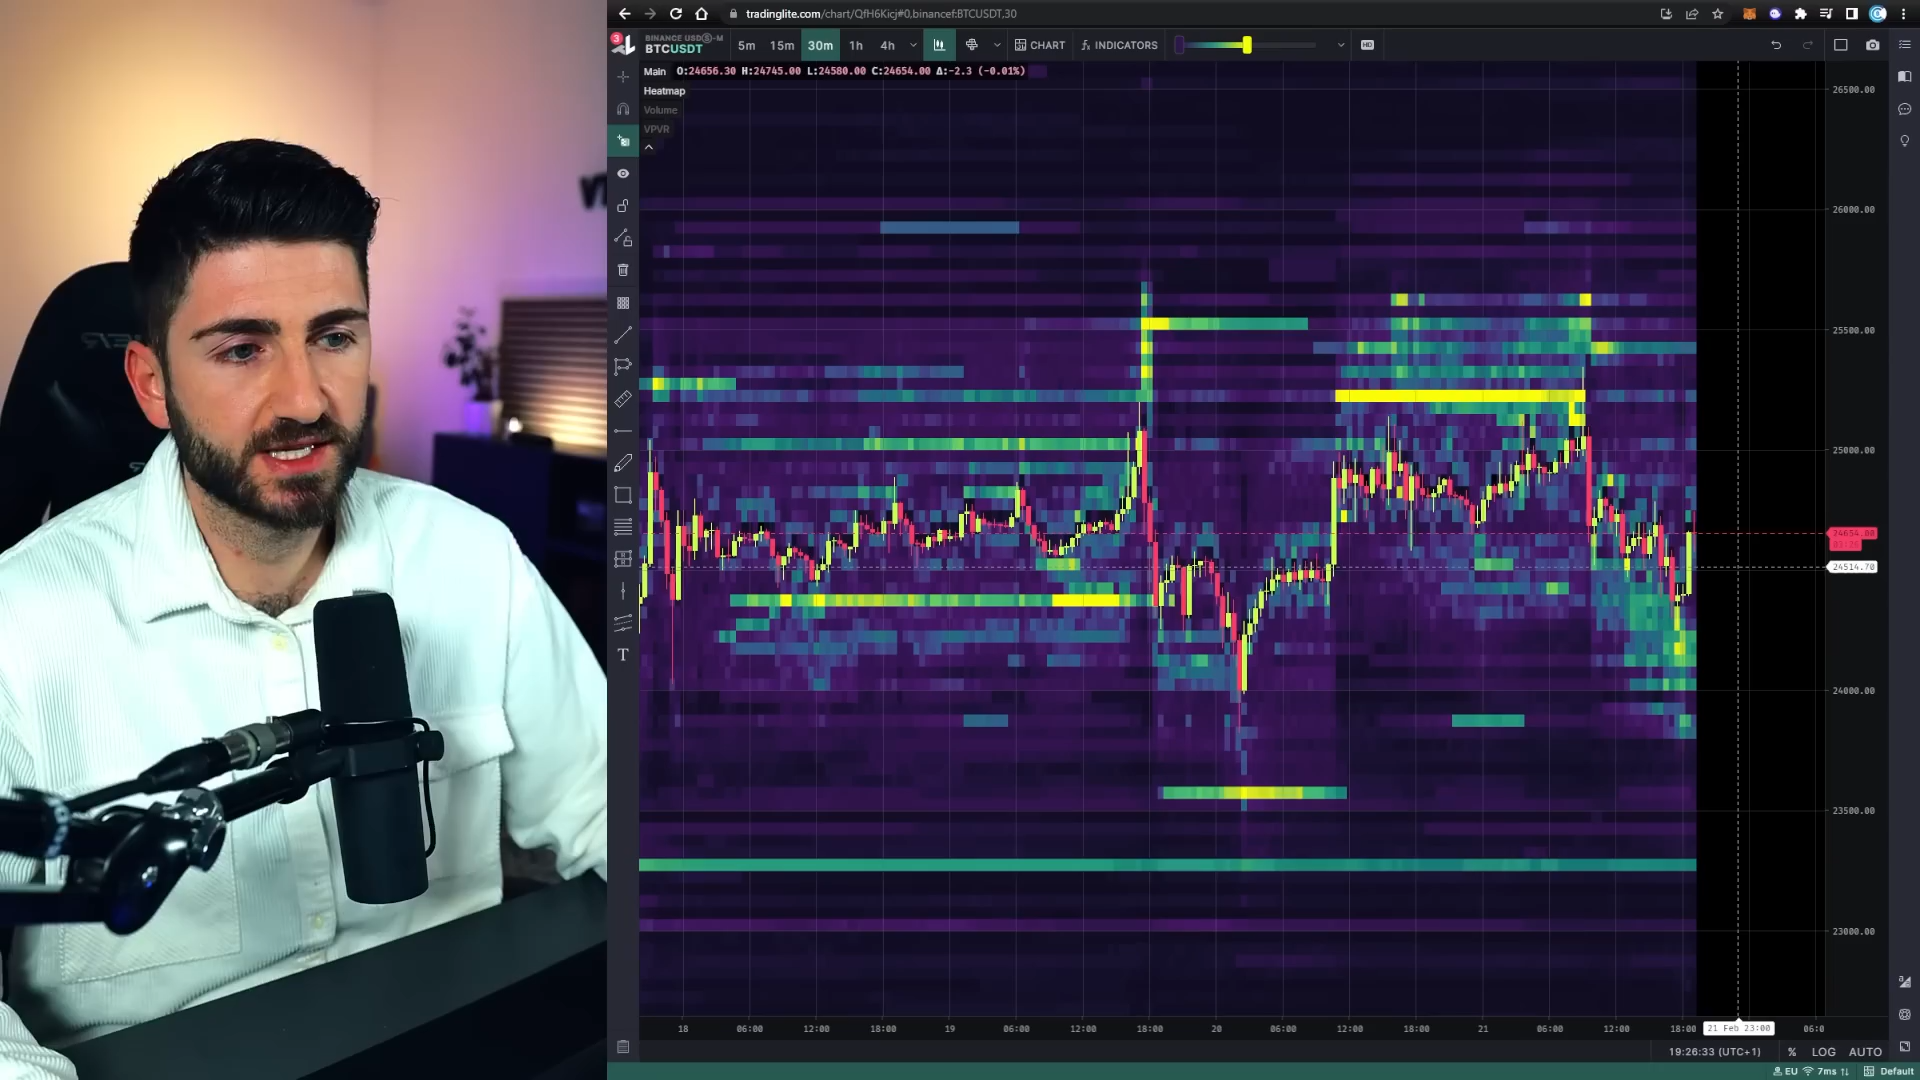 tradinglite.com/chart/QfH6Kicj#0,binancef:BTCUSDT,30
3
BINANCE USDⓈ-M
BTCUSDT
5m 15m 30m 1h 4h CHART INDICATORS HD
Main O:24656.30 H:24745.00 L:24580.00 C:24654.00 Δ:-2.3 (-0.01%)
Heatmap
Volume
VPVR
26500.00
26000.00
25500.00
25000.00
24654.00
24514.70
24000.00
23500.00
23000.00
T
18 06:00 12:00 18:00 19 06:00 12:00 18:00 20 06:00 12:00 18:00 21 06:00 12:00 18:00 21 Feb 23:00 06:0
19:26:33 (UTC+1) % LOG AUTO
EU 7ms Default